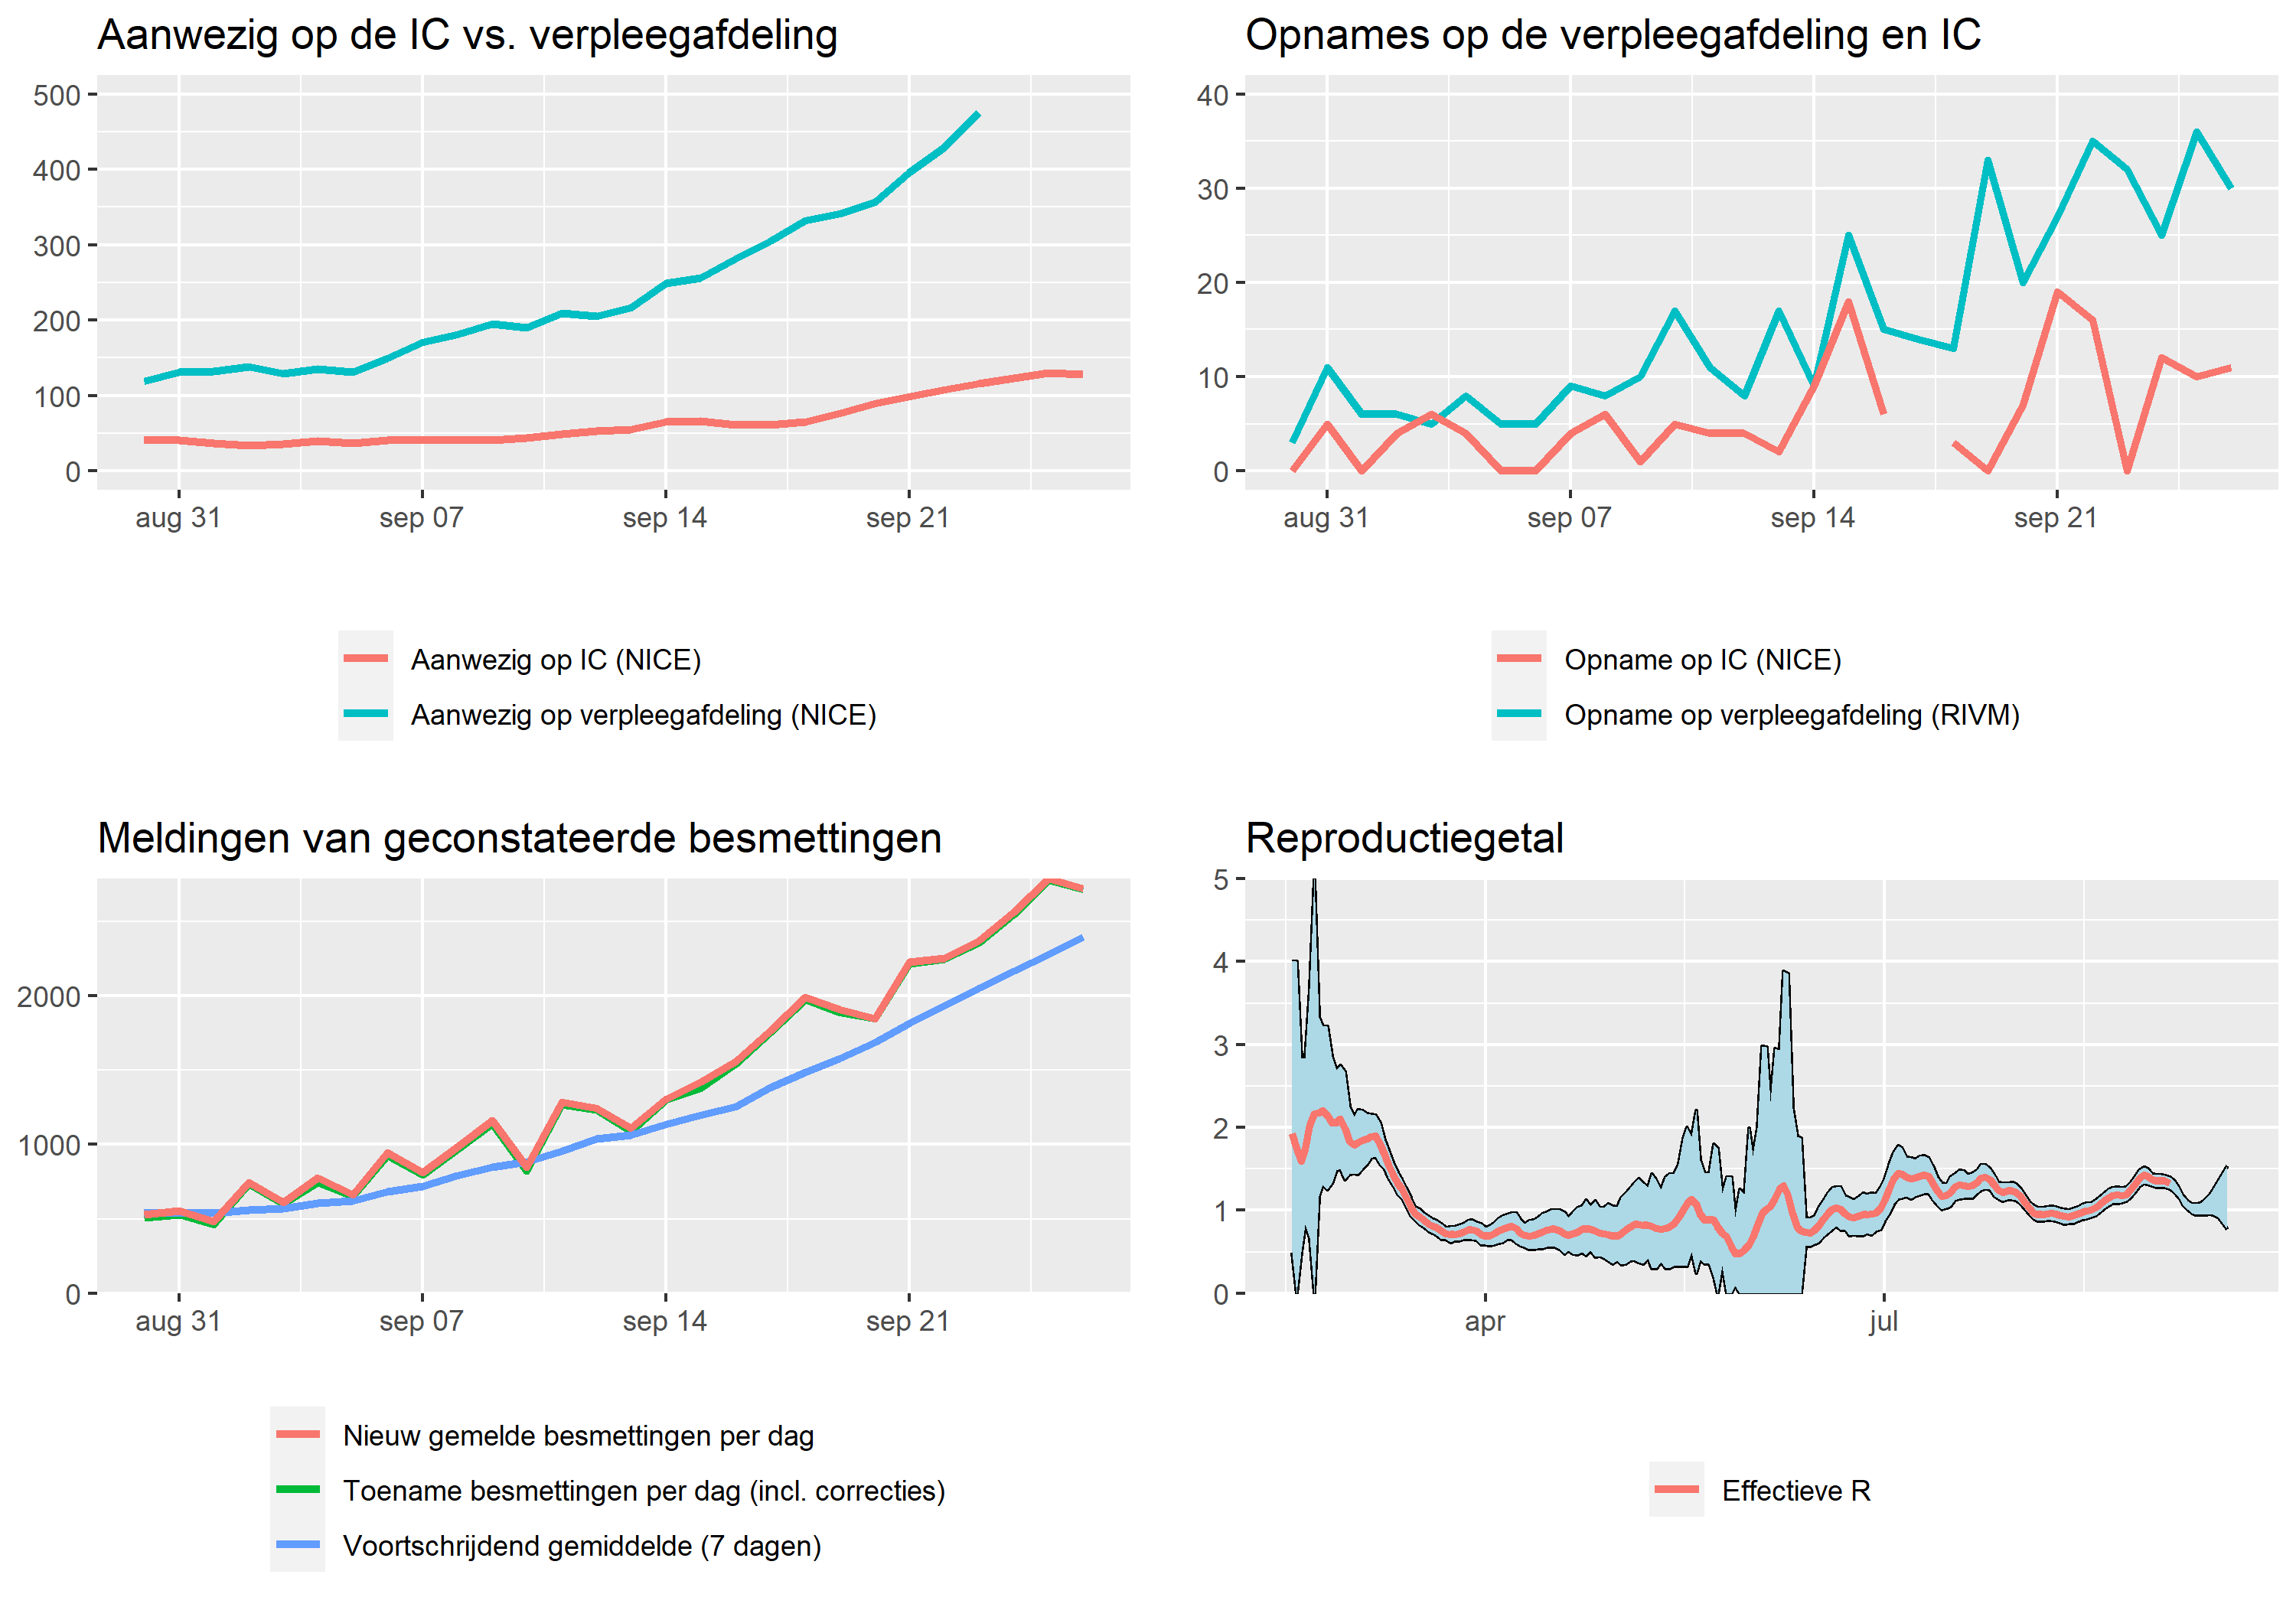 Aanwezig op de IC vs. verpleegafdeling
500
400
300
200
100
0
aug 31 sep 07 sep 14 sep 21
Aanwezig op IC (NICE)
Aanwezig op verpleegafdeling (NICE)
Opnames op de verpleegafdeling en IC
40
30
20
10
0
aug 31 sep 07 sep 14 sep 21
Opname op IC (NICE)
Opname op verpleegafdeling (RIVM)
Meldingen van geconstateerde besmettingen
2000
1000
0
aug 31 sep 07 sep 14 sep 21
Nieuw gemelde besmettingen per dag
Toename besmettingen per dag (incl. correcties)
Voortschrijdend gemiddelde (7 dagen)
Reproductiegetal
5
4
3
2
1
0
apr jul
Effectieve R